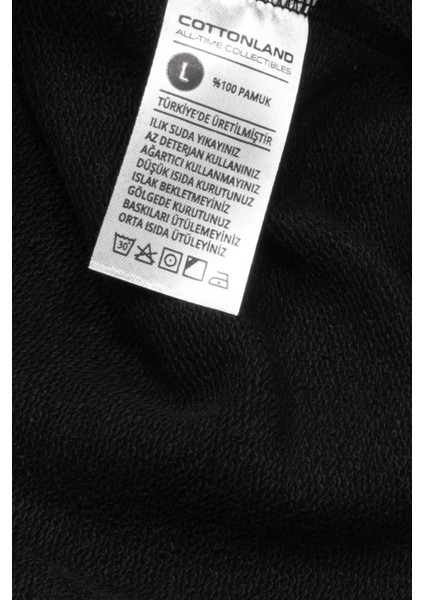 COTTONLAND
ALL-TIME COLLECTIBLES
L
%100 PAMUK
TÜRKİYE'DE ÜRETİLMİŞTİR
ILIK SUDA YIKAYINIZ
AZ DETERJAN KULLANINIZ
AĞARTICI KULLANMAYINIZ
DÜŞÜK ISIDA KURUTUNUZ
ISLAK BEKLETMEYİNİZ
GÖLGEDE KURUTUNUZ
BASKILARI ÜTÜLEMEYİNİZ
ORTA ISIDA ÜTÜLEYİNİZ
30°